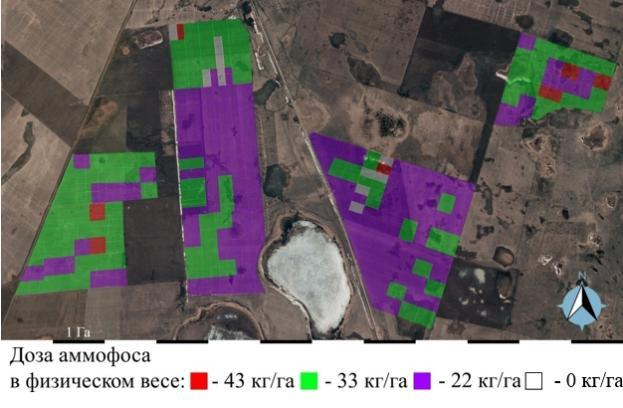 N
1 Га
Доза аммофоса
в физическом весе: - 43 кг/га - 33 кг/га - 22 кг/га - 0 кг/га